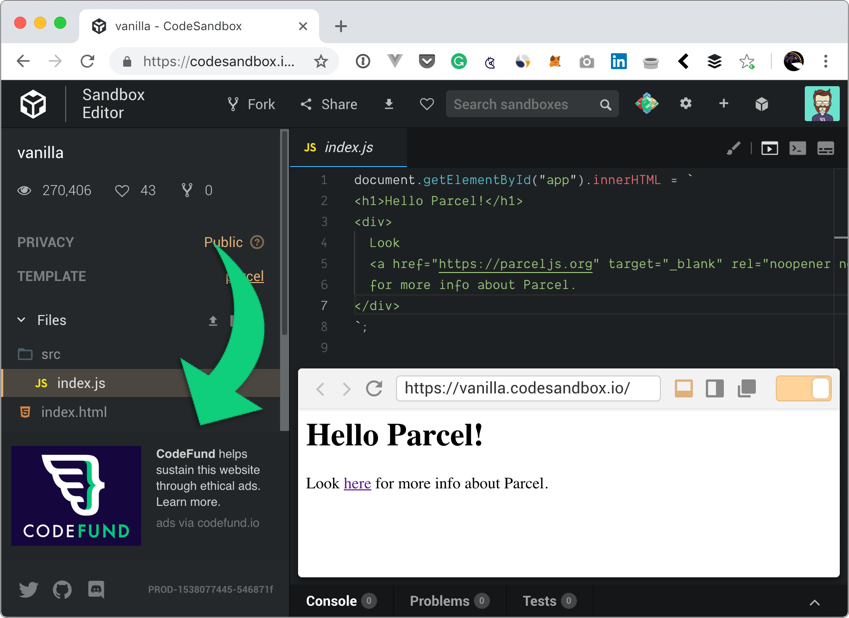 vanilla - CodeSandbox
https://codesandbox.i...
Sandbox
Editor
Fork
Share
Search sandboxes
vanilla
270,406
43
0
PRIVACY
Public
TEMPLATE
Files
src
JS index.js
index.html
CodeFund helps
sustain this website
through ethical ads.
Learn more.
ads via codefund.io
CODEFUND
PROD-1538077445-546871f
JS index.js
1 document.getElementById("app").innerHTML = `
2 <h1>Hello Parcel!</h1>
3 <div>
4 Look
5 <a href="https://parceljs.org" target="_blank" rel="noopener
6 for more info about Parcel.
7 </div>
8 `;
9
https://vanilla.codesandbox.io/
Hello Parcel!
Look here for more info about Parcel.
Console 0
Problems 0
Tests 0